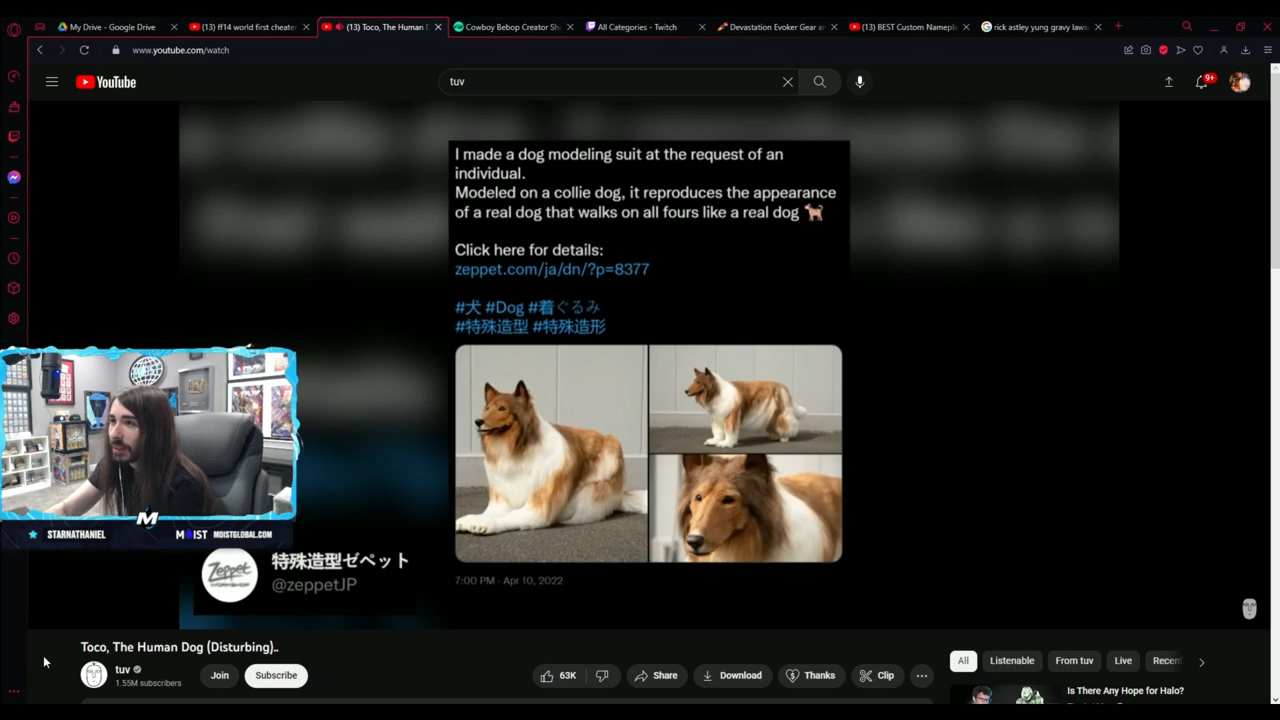 My Drive - Google Drive
(13) ff14 world first cheater
(13) Toco, The Human D
Cowboy Bebop Creator Sh
All Categories - Twitch
Devastation Evoker Gear an
(13) BEST Custom Namepl
rick astley yung gravy laws
www.youtube.com/watch
YouTube
tuv
9+
I made a dog modeling suit at the request of an
individual.
Modeled on a collie dog, it reproduces the appearance
of a real dog that walks on all fours like a real dog 🐕
Click here for details:
zeppet.com/ja/dn/?p=8377
#犬 #Dog #着ぐるみ
#特殊造型 #特殊造形
7:00 PM · Apr 10, 2022
M
STARNATHANIEL
MOIST MOISTGLOBAL.COM
Zeppet
WORKSHOP
特殊造型ゼペット
@zeppetJP
Toco, The Human Dog (Disturbing)..
tuv
1.55M subscribers
Join
Subscribe
63K
Share
Download
Thanks
Clip
All
Listenable
From tuv
Live
Recen
Is There Any Hope for Halo?